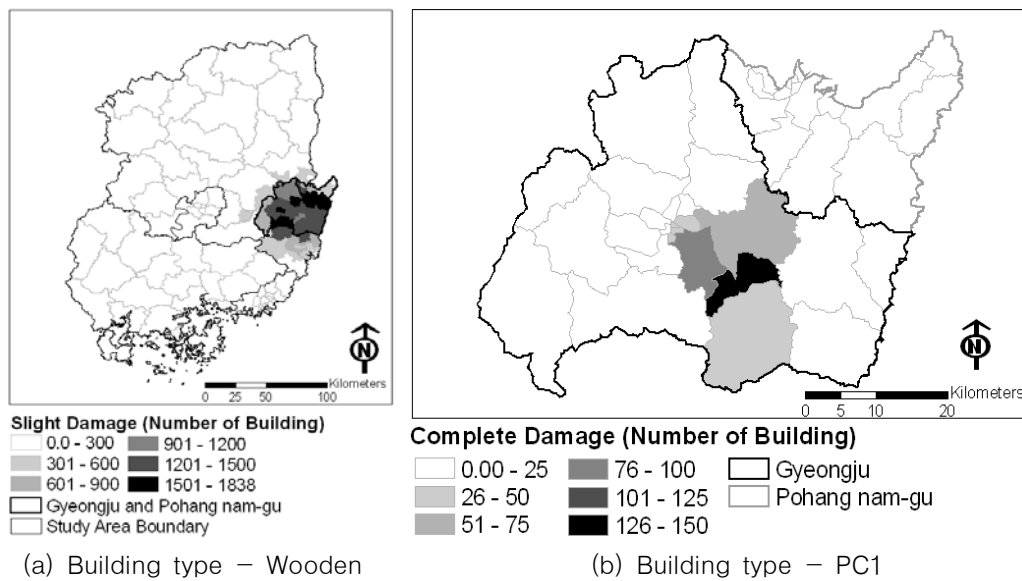 N
Kilometers
0 25 50 100
Slight Damage (Number of Building)
0.0 - 300
901 - 1200
301 - 600
1201 - 1500
601 - 900
1501 - 1838
Gyeongju and Pohang nam-gu
Study Area Boundary
(a) Building type - Wooden
N
Kilometers
0 5 10 20
Complete Damage (Number of Building)
0.00 - 25
76 - 100
Gyeongju
26 - 50
101 - 125
Pohang nam-gu
51 - 75
126 - 150
(b) Building type - PC1